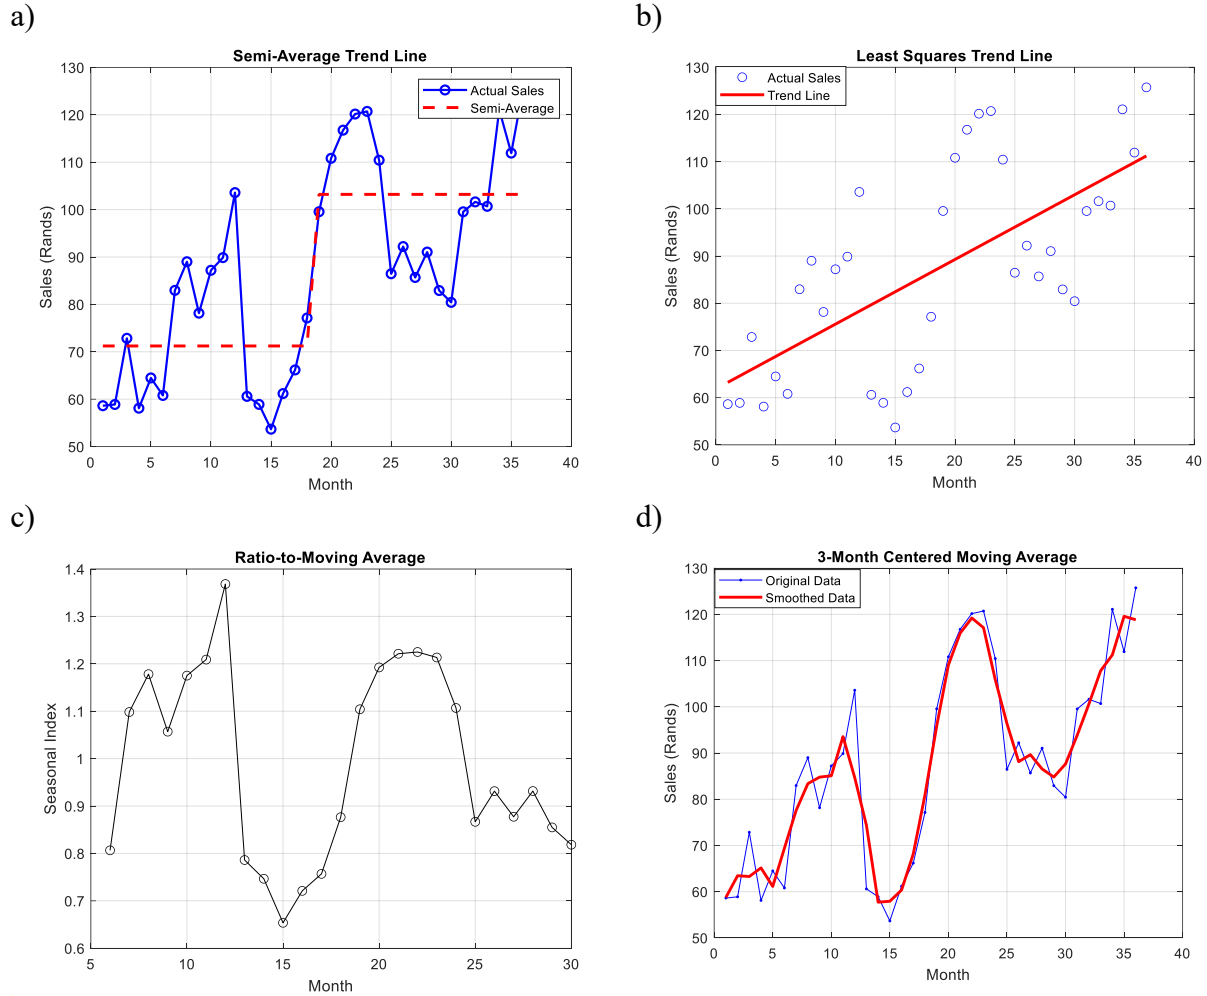 a)
Semi-Average Trend Line
130
120
110
100
90
80
70
60
50
0 5 10 15 20 25 30 35 40
Sales (Rands)
Month
Actual Sales
Semi-Average
b)
Least Squares Trend Line
130
120
110
100
90
80
70
60
50
0 5 10 15 20 25 30 35 40
Sales (Rands)
Month
Actual Sales
Trend Line
c)
Ratio-to-Moving Average
1.4
1.3
1.2
1.1
1
0.9
0.8
0.7
0.6
5 10 15 20 25 30
Seasonal Index
Month
d)
3-Month Centered Moving Average
130
120
110
100
90
80
70
60
50
0 5 10 15 20 25 30 35 40
Sales (Rands)
Month
Original Data
Smoothed Data